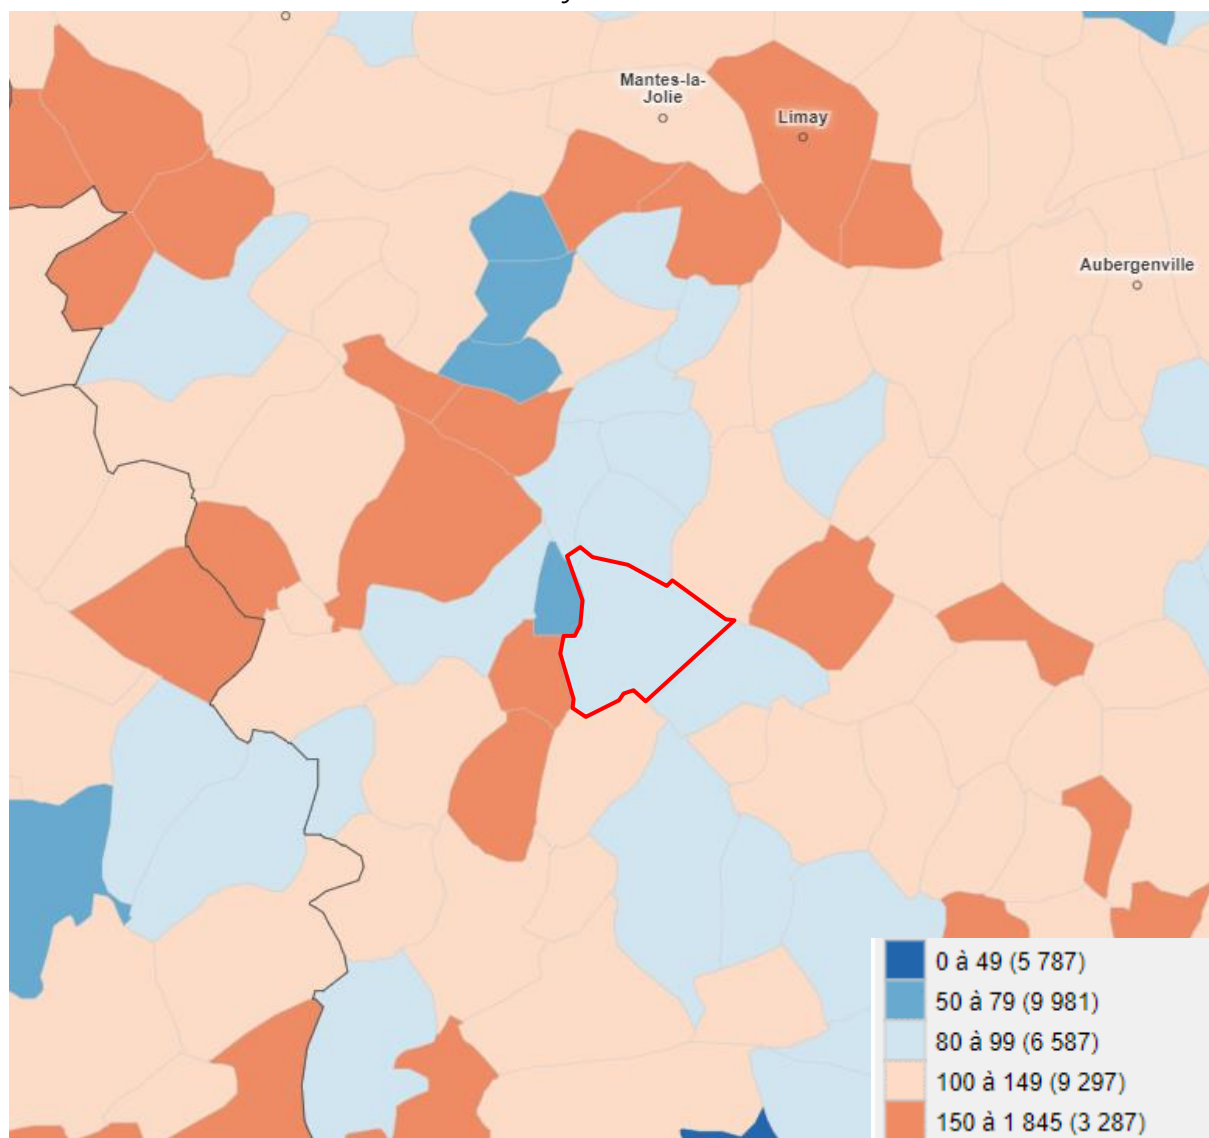 Mantes-la-
Jolie
Limay
Aubergenville
0 à 49 (5 787)
50 à 79 (9 981)
80 à 99 (6 587)
100 à 149 (9 297)
150 à 1 845 (3 287)